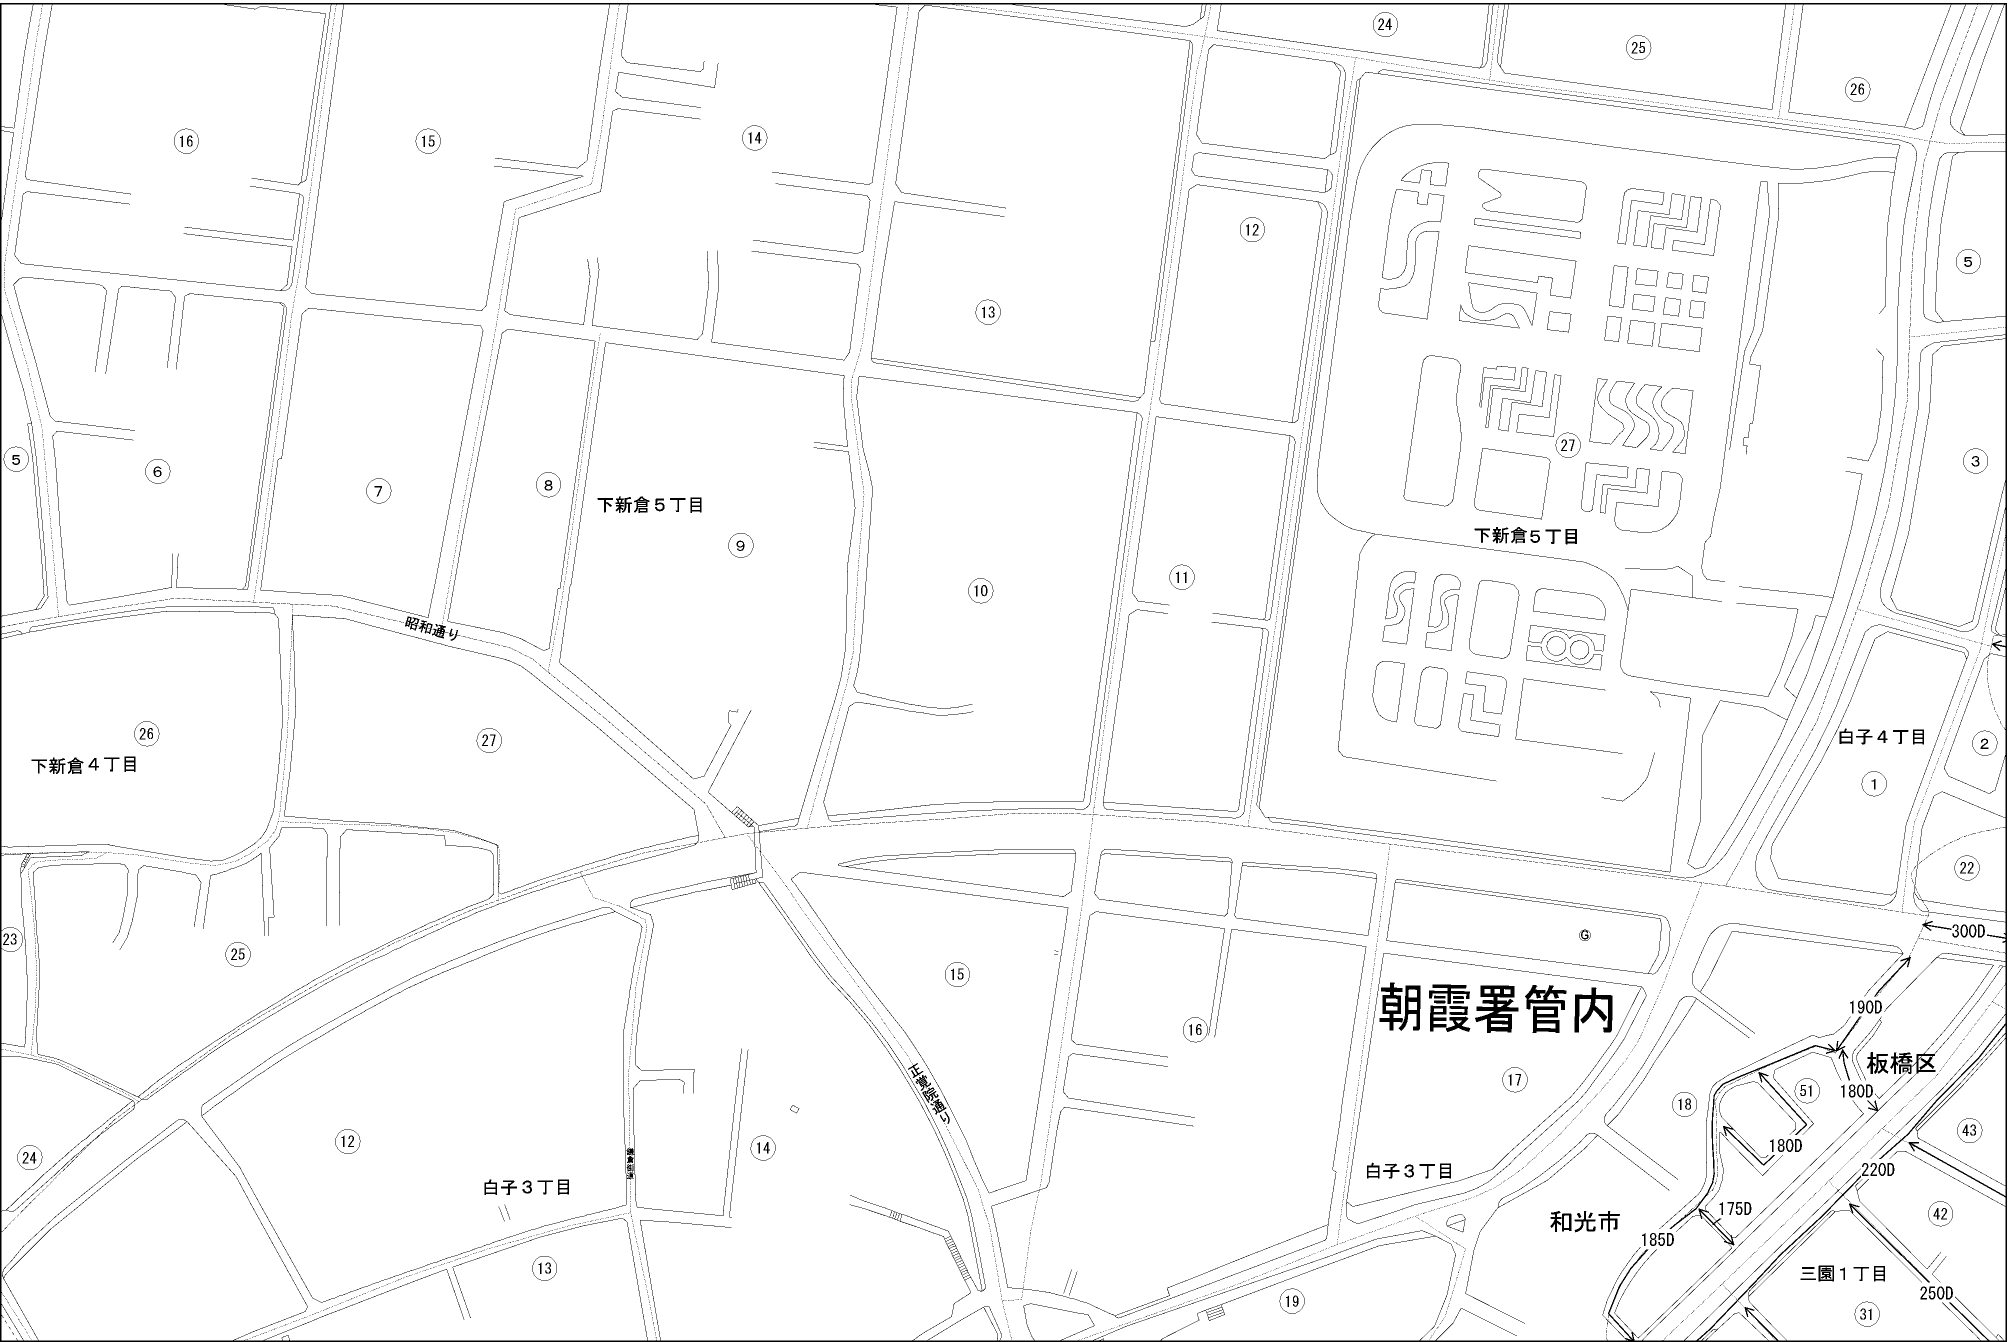 24
25
26
16
15
14
12
5
13
27
5
6
7
8
下新倉5丁目
9
10
11
下新倉5丁目
3
昭和通り
26
27
下新倉4丁目
白子4丁目
2
1
22
23
25
15
16
300D
朝霞署管内
190D
板橋区
正覚院通り
17
18
51
180D
43
24
12
鎌倉街道
14
180D
220D
白子3丁目
白子3丁目
175D
42
和光市
185D
13
三園1丁目
250D
19
31
G